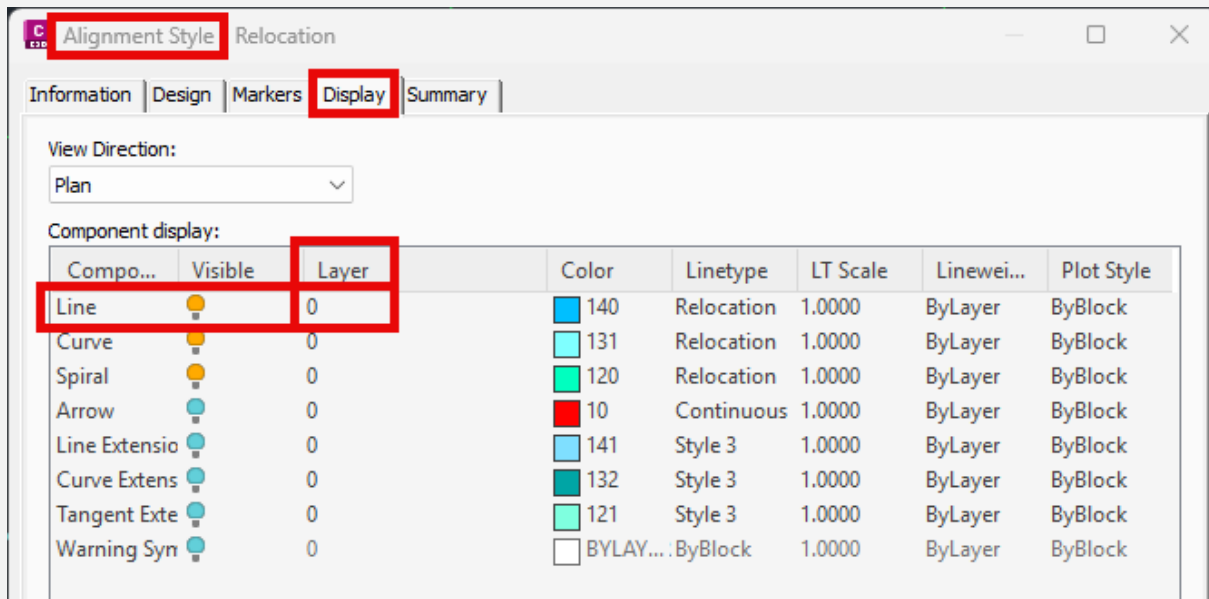 C
E3D
Alignment Style Relocation
Information Design Markers Display Summary
View Direction:
Plan
Component display:
Compo... Visible Layer Color Linetype LT Scale Linewei... Plot Style
Line 0 140 Relocation 1.0000 ByLayer ByBlock
Curve 0 131 Relocation 1.0000 ByLayer ByBlock
Spiral 0 120 Relocation 1.0000 ByLayer ByBlock
Arrow 0 10 Continuous 1.0000 ByLayer ByBlock
Line Extensio 0 141 Style 3 1.0000 ByLayer ByBlock
Curve Extens 0 132 Style 3 1.0000 ByLayer ByBlock
Tangent Exte 0 121 Style 3 1.0000 ByLayer ByBlock
Warning Sym 0 BYLAY... ByBlock 1.0000 ByLayer ByBlock